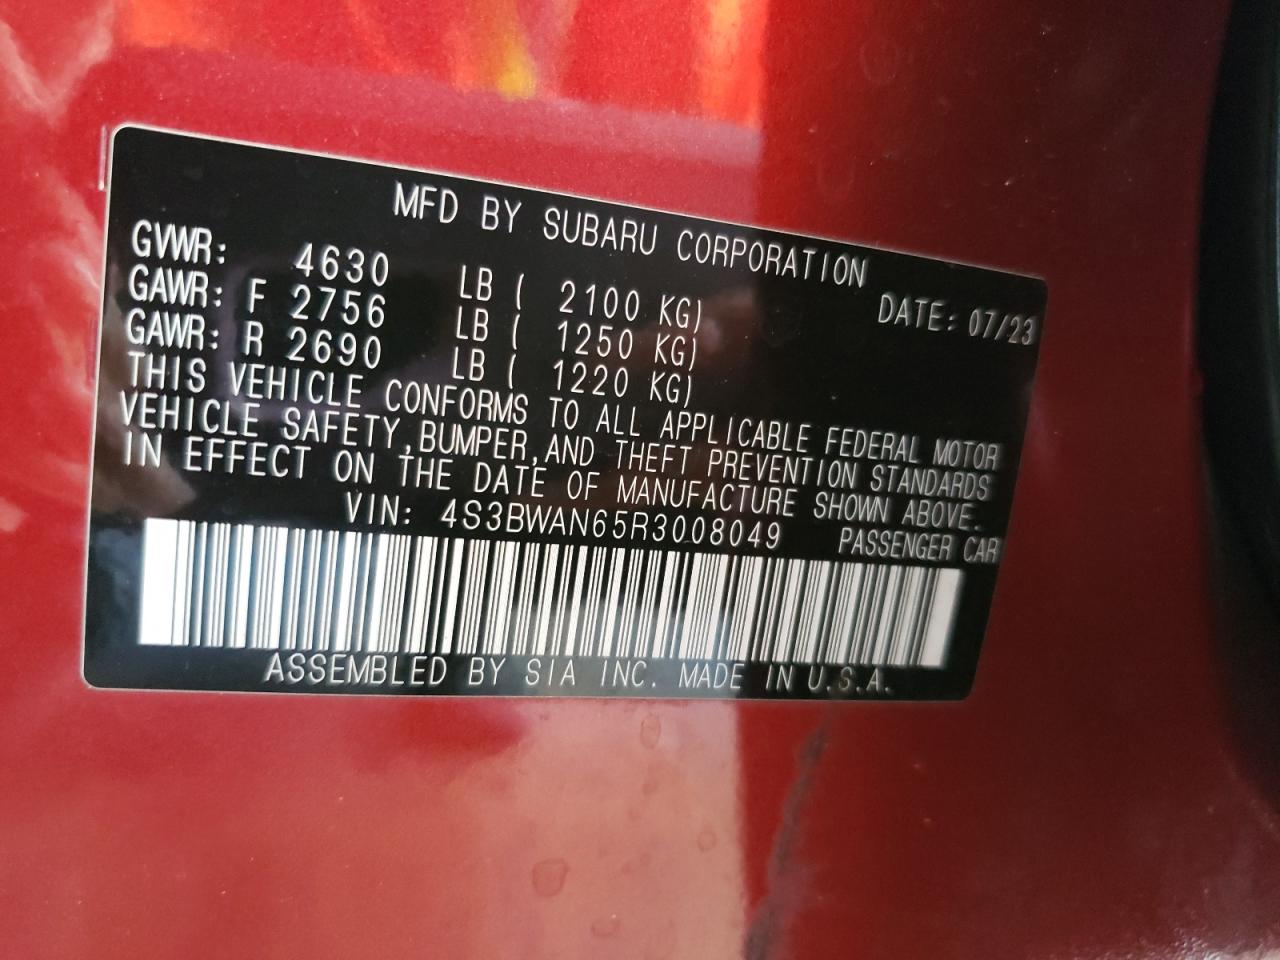 MFD BY SUBARU CORPORATION
GVWR: 4630 LB ( 2100 KG) DATE: 07/23
GAWR: F 2756 LB ( 1250 KG)
GAWR: R 2690 LB ( 1220 KG)
THIS VEHICLE CONFORMS TO ALL APPLICABLE FEDERAL MOTOR
VEHICLE SAFETY,BUMPER,AND THEFT PREVENTION STANDARDS
IN EFFECT ON THE DATE OF MANUFACTURE SHOWN ABOVE.
VIN: 4S3BWAN65R3008049 PASSENGER CAR
ASSEMBLED BY SIA INC. MADE IN U.S.A.